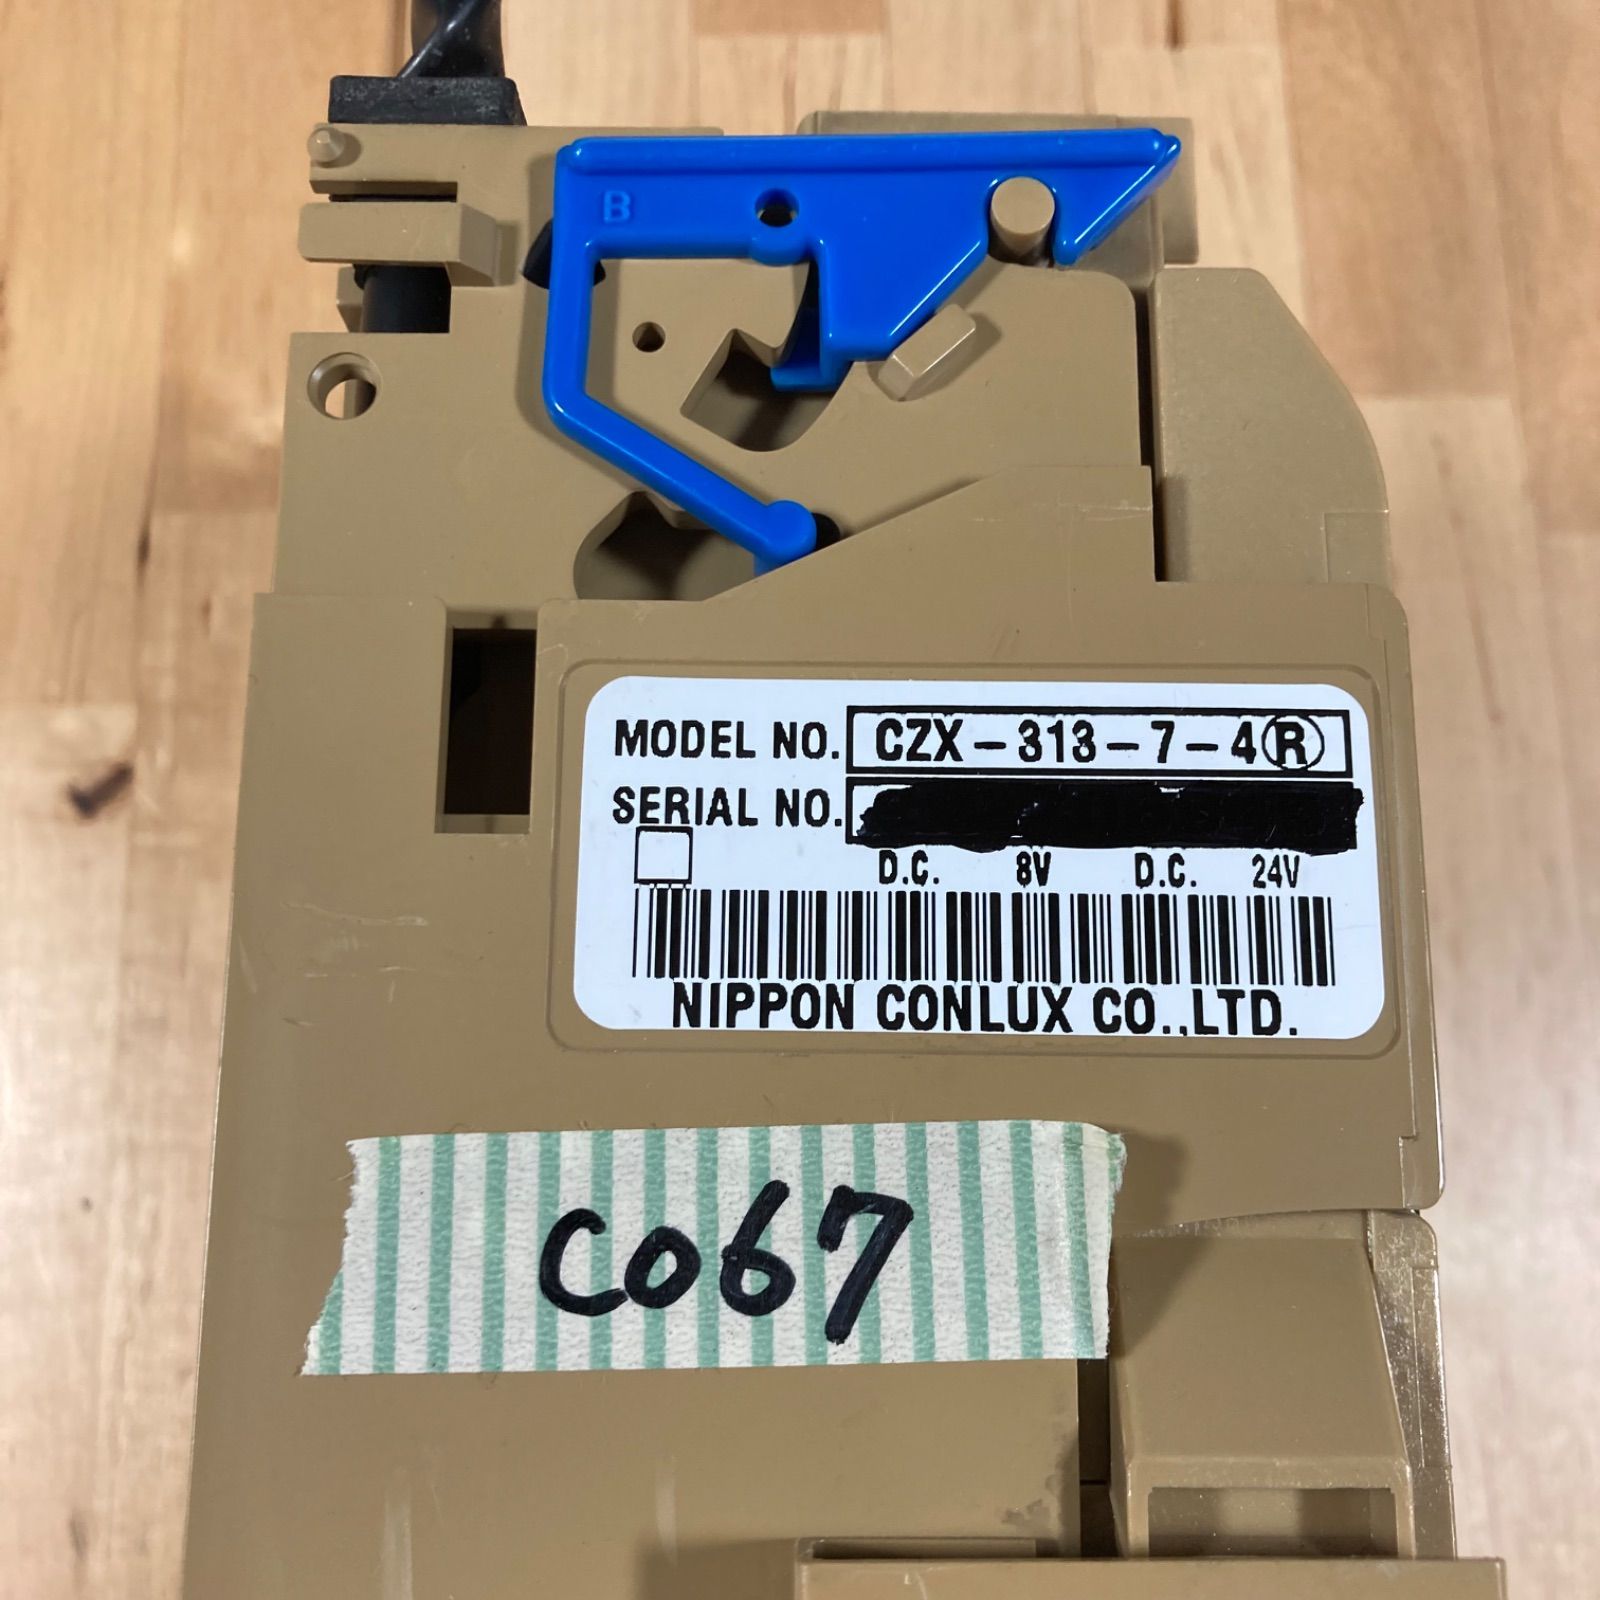 B
MODEL NO. CZX-313-7-4Ⓡ
SERIAL NO.
D.C. 8V D.C. 24V
NIPPON CONLUX CO.,LTD.
C067